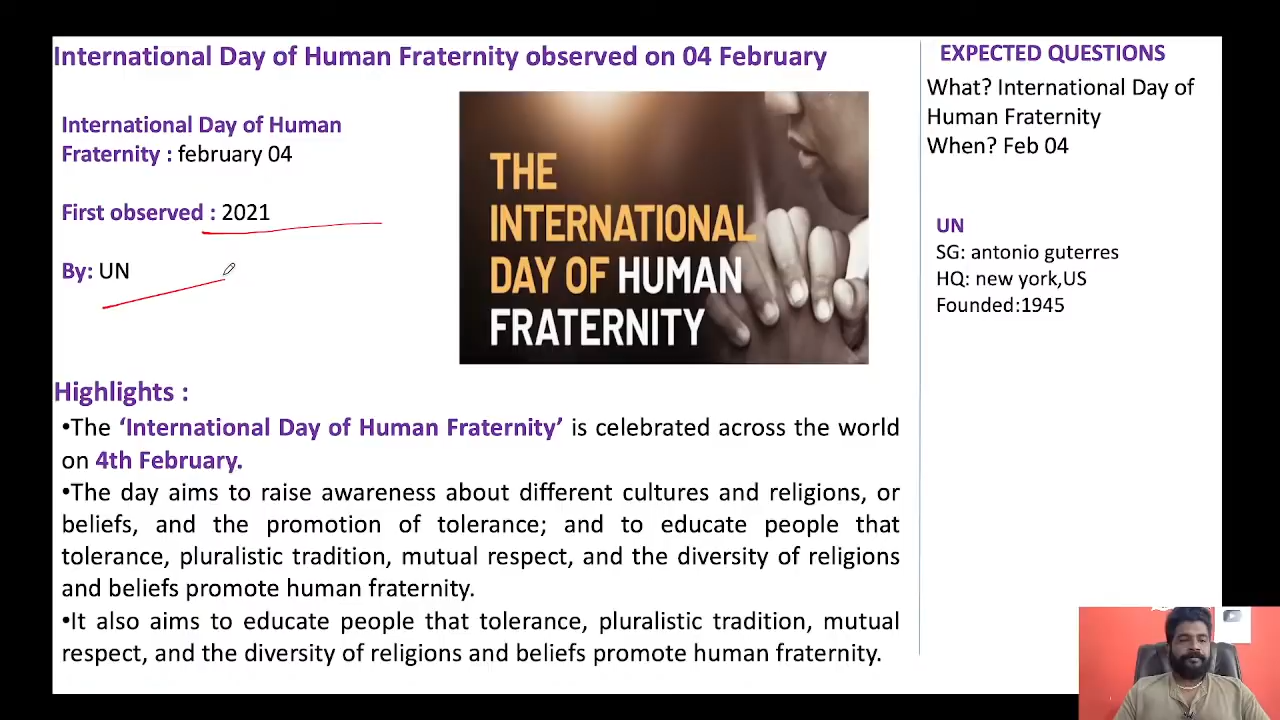 International Day of Human Fraternity observed on 04 February
International Day of Human
Fraternity : february 04
First observed : 2021
By: UN
THE
INTERNATIONAL
DAY OF HUMAN
FRATERNITY
Highlights :
•The ‘International Day of Human Fraternity’ is celebrated across the world
on 4th February.
•The day aims to raise awareness about different cultures and religions, or
beliefs, and the promotion of tolerance; and to educate people that
tolerance, pluralistic tradition, mutual respect, and the diversity of religions
and beliefs promote human fraternity.
•It also aims to educate people that tolerance, pluralistic tradition, mutual
respect, and the diversity of religions and beliefs promote human fraternity.
EXPECTED QUESTIONS
What? International Day of
Human Fraternity
When? Feb 04
UN
SG: antonio guterres
HQ: new york,US
Founded:1945